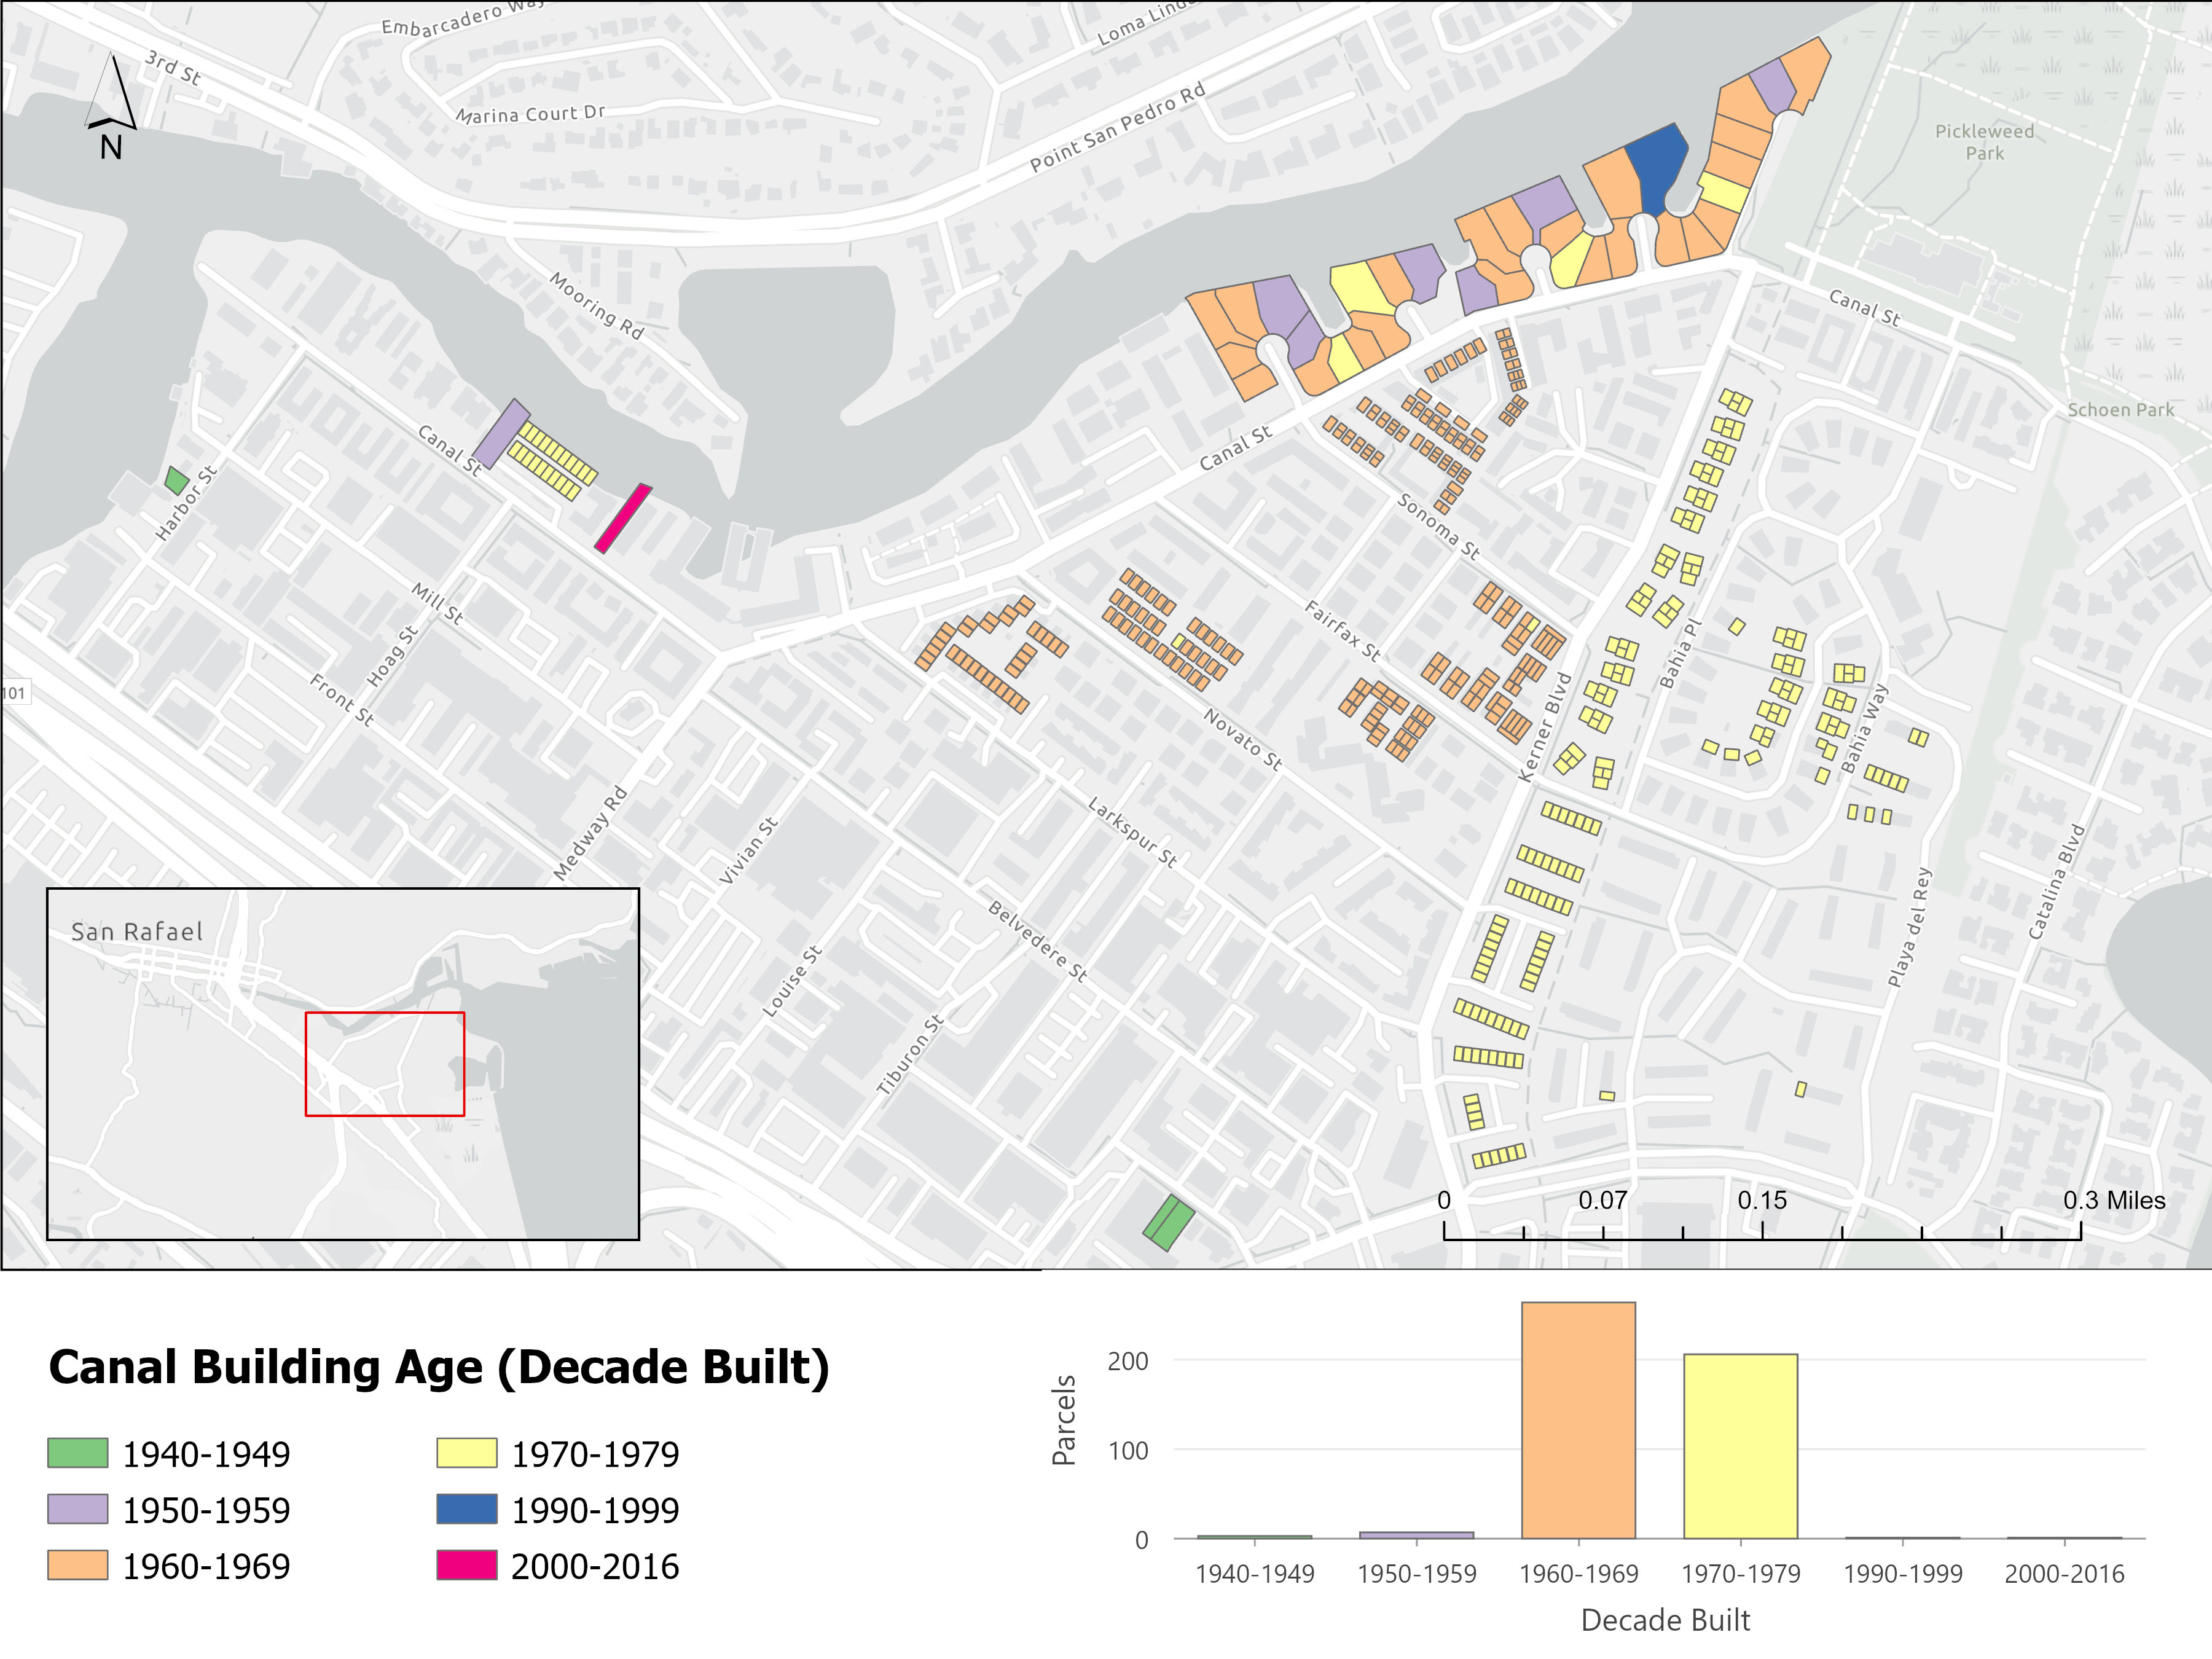 Embarcadero Way
Loma Linda
3rd St
Marina Court Dr
Point San Pedro Rd
N
Pickleweed
Park
Mooring Rd
Canal St
Schoen Park
Canal St
Canal St
Harbor St
Sonoma St
Mill St
Hoag St
Fairfax St
Bahia Pl
101
Front St
Kerner Blvd
Bahia Way
Novato St
Medway Rd
Vivian St
Larkspur St
Catalina Blvd
Playa del Rey
San Rafael
Belvedere St
Louise St
Tiburon St
0 0.07 0.15 0.3 Miles
Canal Building Age (Decade Built)
1940-1949
1950-1959
1960-1969
1970-1979
1990-1999
2000-2016
Parcels
200
100
0
1940-1949 1950-1959 1960-1969 1970-1979 1990-1999 2000-2016
Decade Built